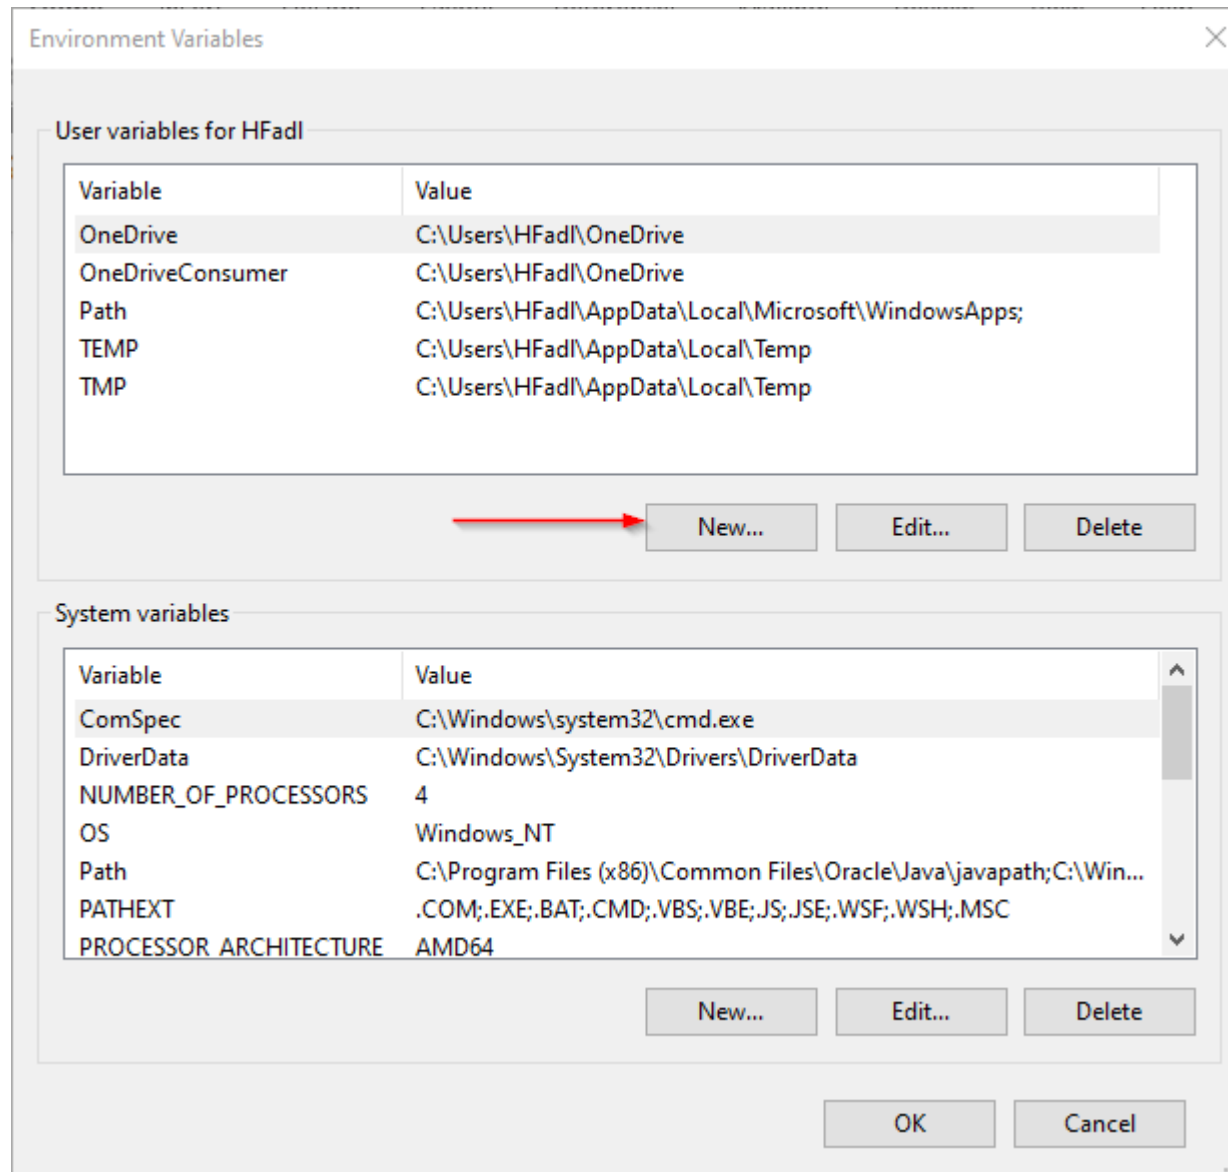 Environment Variables
User variables for HFadl
Variable Value
OneDrive C:\Users\HFadl\OneDrive
OneDriveConsumer C:\Users\HFadl\OneDrive
Path C:\Users\HFadl\AppData\Local\Microsoft\WindowsApps;
TEMP C:\Users\HFadl\AppData\Local\Temp
TMP C:\Users\HFadl\AppData\Local\Temp
New... Edit... Delete
System variables
Variable Value
ComSpec C:\Windows\system32\cmd.exe
DriverData C:\Windows\System32\Drivers\DriverData
NUMBER_OF_PROCESSORS 4
OS Windows_NT
Path C:\Program Files (x86)\Common Files\Oracle\Java\javapath;C:\Win...
PATHEXT .COM;.EXE;.BAT;.CMD;.VBS;.VBE;.JS;.JSE;.WSF;.WSH;.MSC
PROCESSOR_ARCHITECTURE AMD64
New... Edit... Delete
OK Cancel